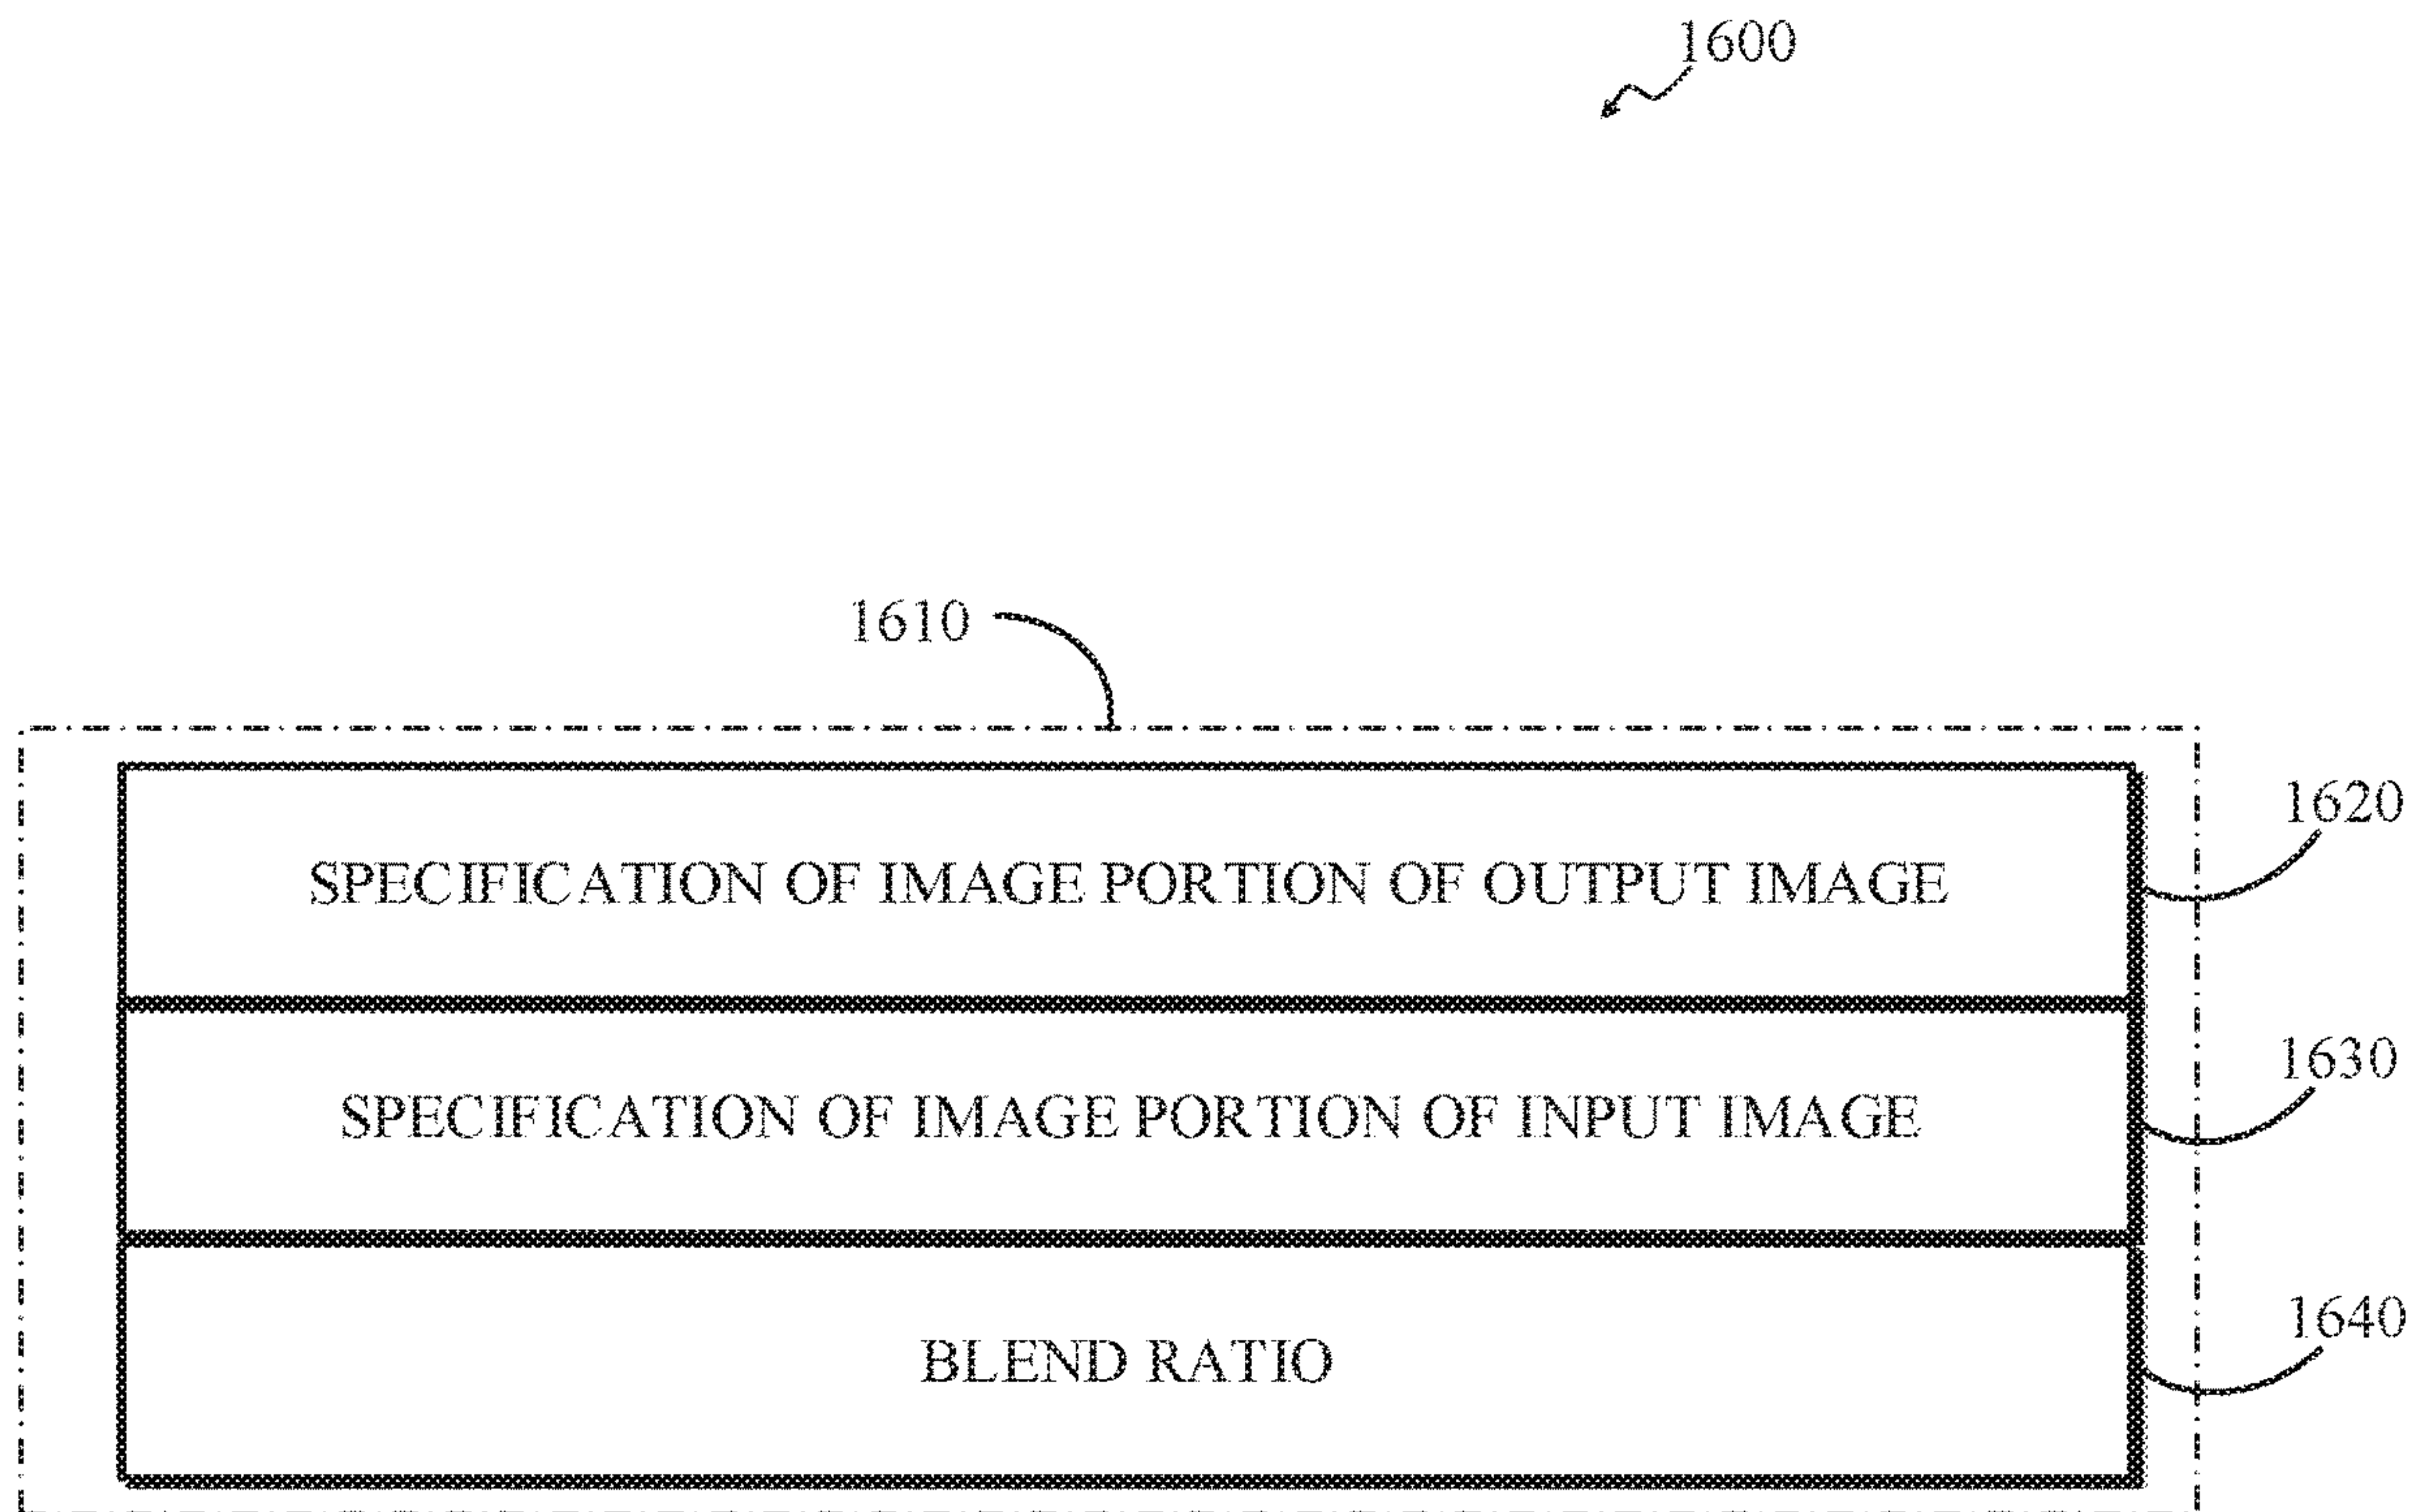 1600
1610
1620
SPECIFICATION OF IMAGE PORTION OF OUTPUT IMAGE
1630
SPECIFICATION OF IMAGE PORTION OF INPUT IMAGE
1640
BLEND RATIO